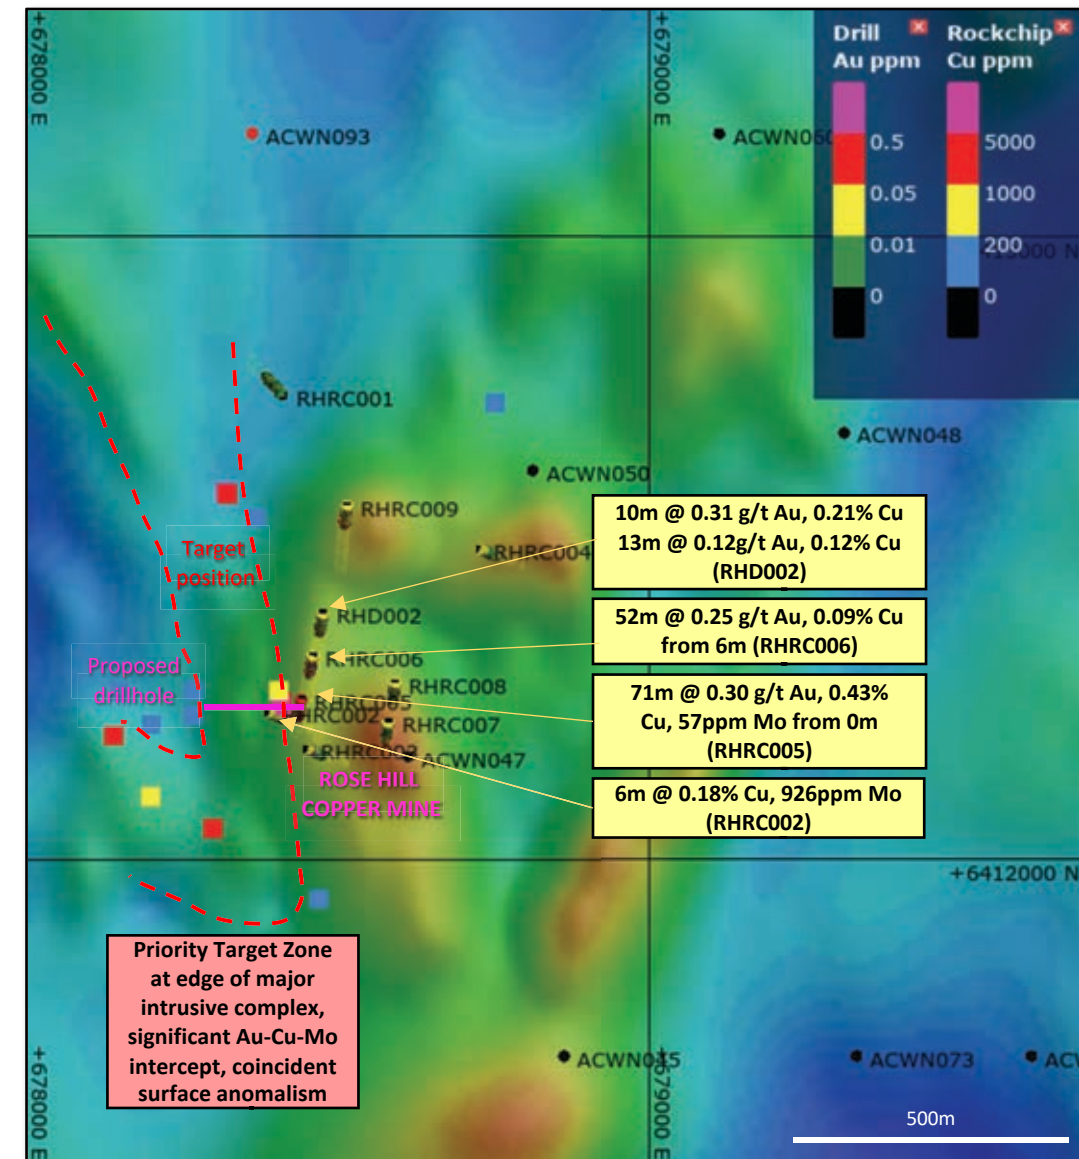 +678000 E
+679000 E
Drill
Au ppm
Rockchip
Cu ppm
0.5
0.05
0.01
0
5000
1000
200
0
ACWN093
RHRC001
ACWN048
ACWN050
RHRC009
RHRC004
10m @ 0.31 g/t Au, 0.21% Cu
13m @ 0.12g/t Au, 0.12% Cu
(RHD002)
Target
position
RHD002
52m @ 0.25 g/t Au, 0.09% Cu
from 6m (RHRC006)
RHRC006
Proposed
drillhole
RHRC008
71m @ 0.30 g/t Au, 0.43%
Cu, 57ppm Mo from 0m
(RHRC005)
RHRC002
RHRC007
ACWN047
ROSE HILL
COPPER MINE
6m @ 0.18% Cu, 926ppm Mo
(RHRC002)
+6412000 N
Priority Target Zone
at edge of major
intrusive complex,
significant Au-Cu-Mo
intercept, coincident
surface anomalism
ACWN073
+678000 E
+679000 E
500m